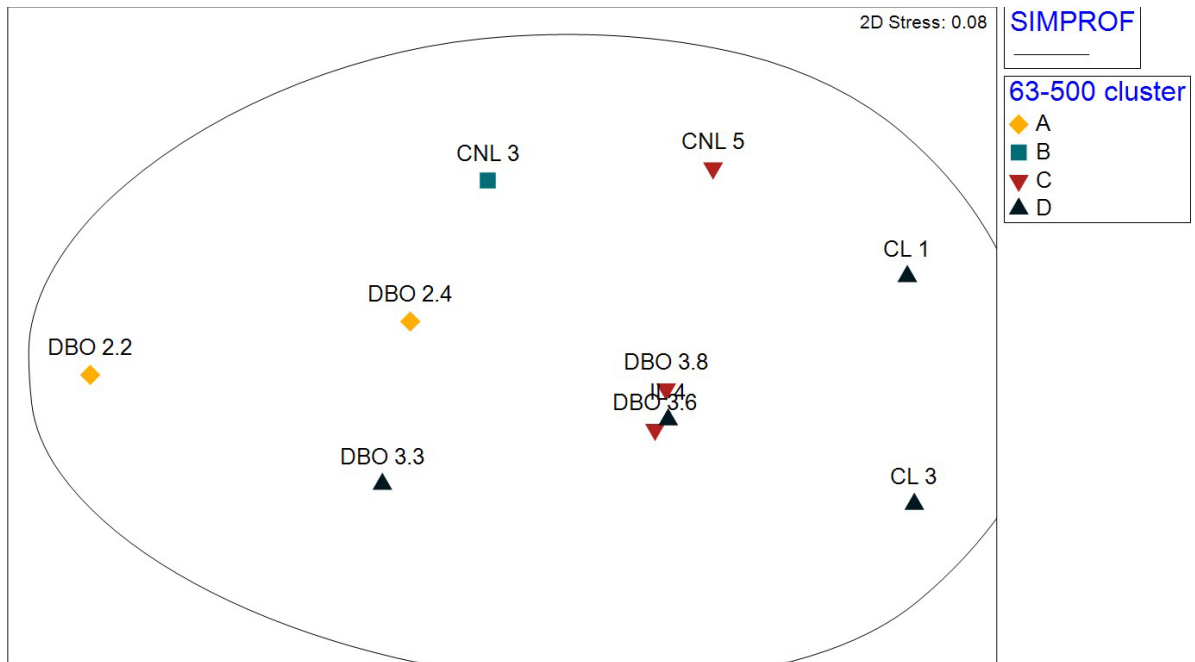 2D Stress: 0.08
SIMPROF
63-500 cluster
A
B
C
D
CNL 3
CNL 5
CL 1
DBO 2.4
DBO 2.2
DBO 3.8
DBO 3.6
DBO 3.3
CL 3